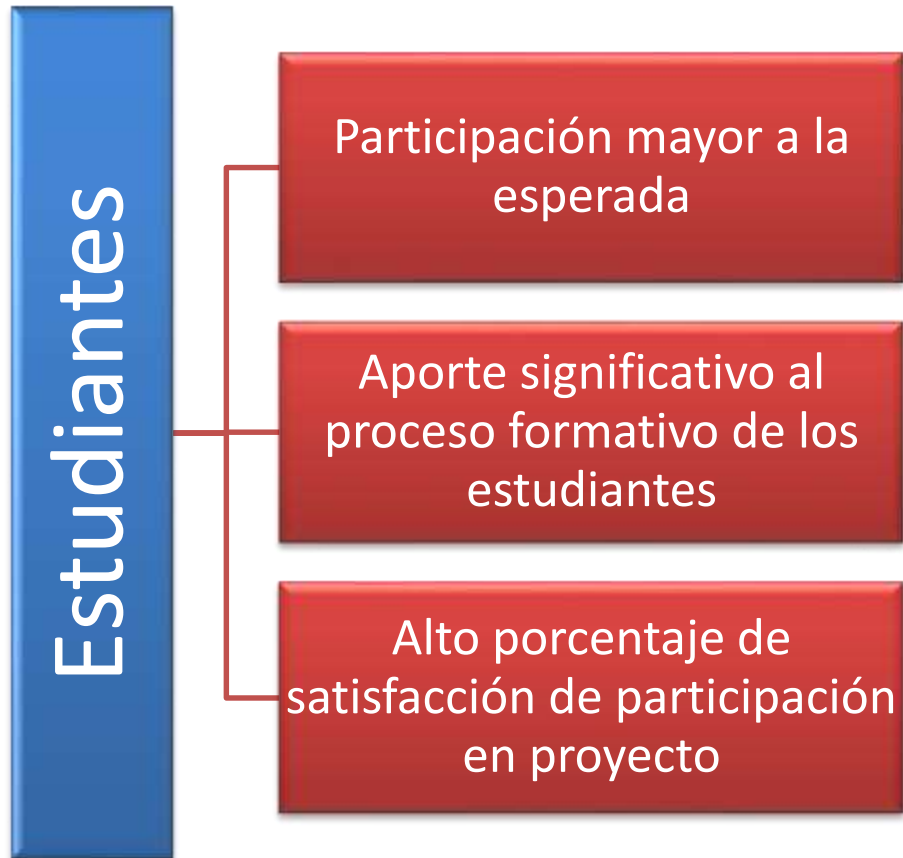 Estudiantes
Participación mayor a la
esperada
Aporte significativo al
proceso formativo de los
estudiantes
Alto porcentaje de
satisfacción de participación
en proyecto